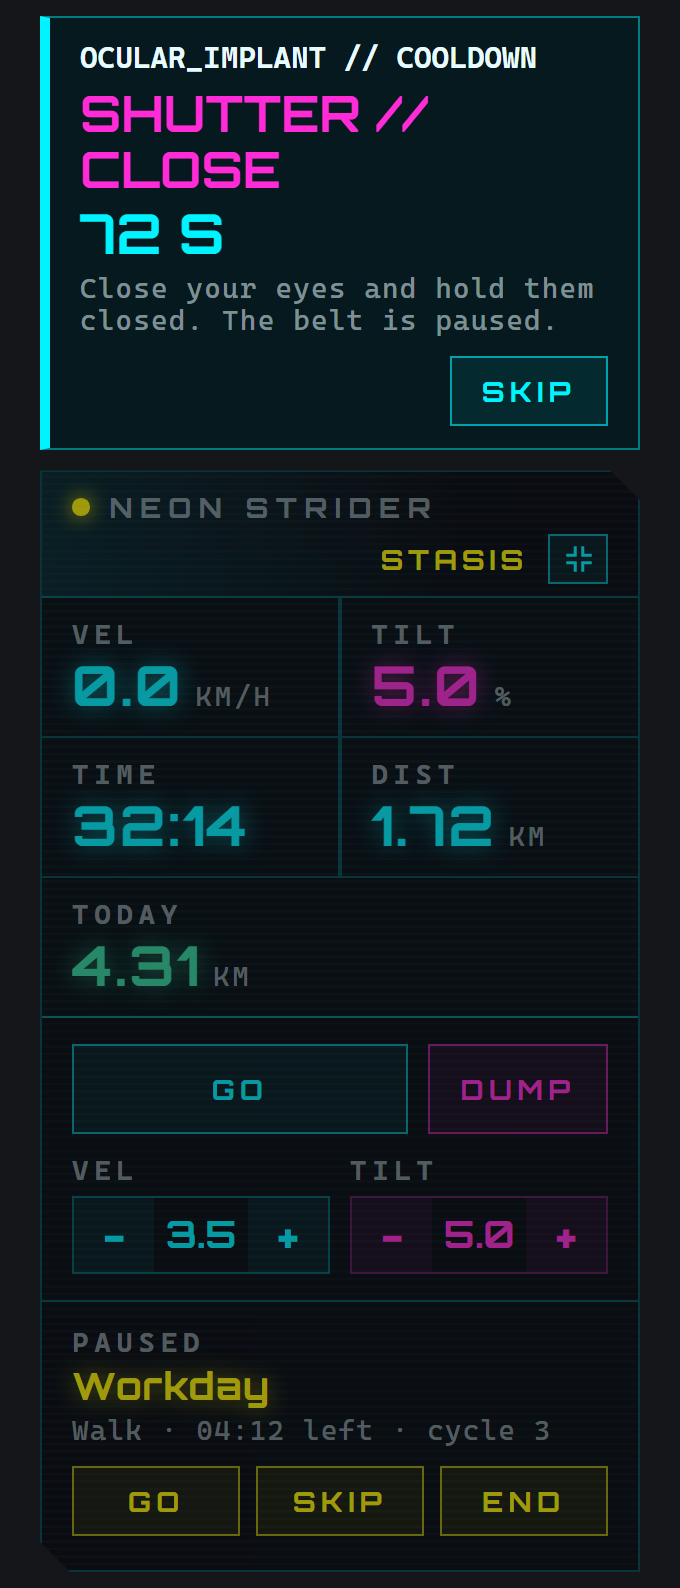 OCULAR_IMPLANT // COOLDOWN
SHUTTER //
CLOSE
72 S
Close your eyes and hold them
closed. The belt is paused.
SKIP
NEON STRIDER
STASIS
VEL
0.0 KM/H
TILT
5.0 %
TIME
32:14
DIST
1.72 KM
TODAY
4.31 KM
GO
DUMP
VEL
- 3.5 +
TILT
- 5.0 +
PAUSED
Workday
Walk · 04:12 left · cycle 3
GO
SKIP
END